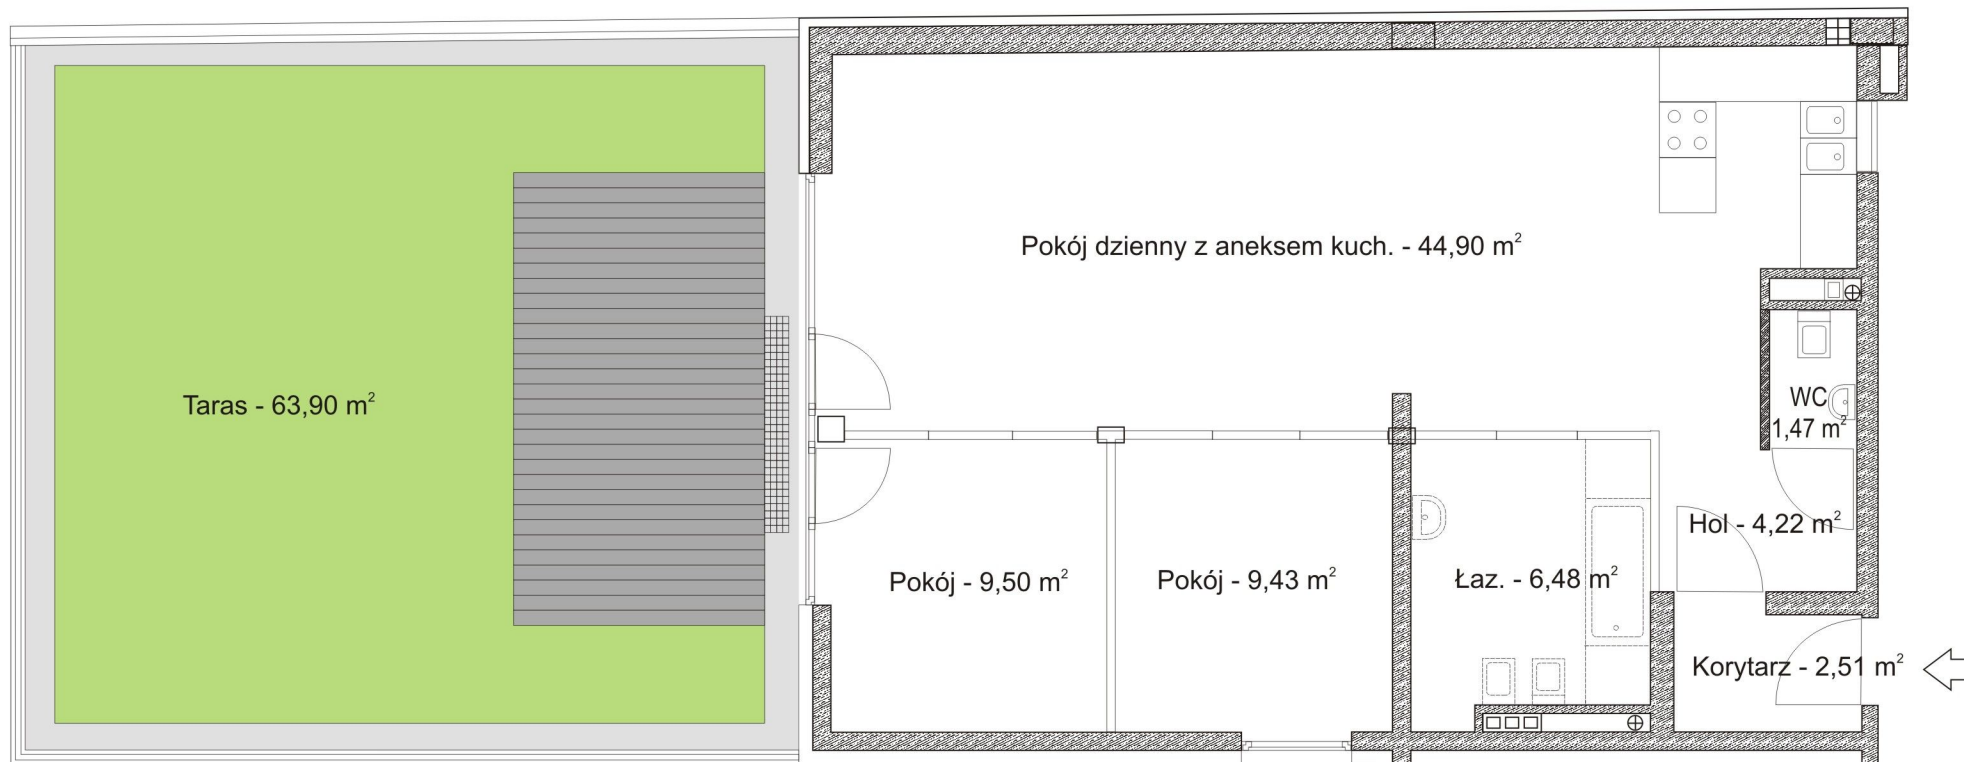 Pokój dzienny z aneksem kuch. - 44,90 m²
Taras - 63,90 m²
WC
1,47 m²
Hol - 4,22 m²
Pokój - 9,50 m²
Pokój - 9,43 m²
Łaz. - 6,48 m²
Korytarz - 2,51 m²